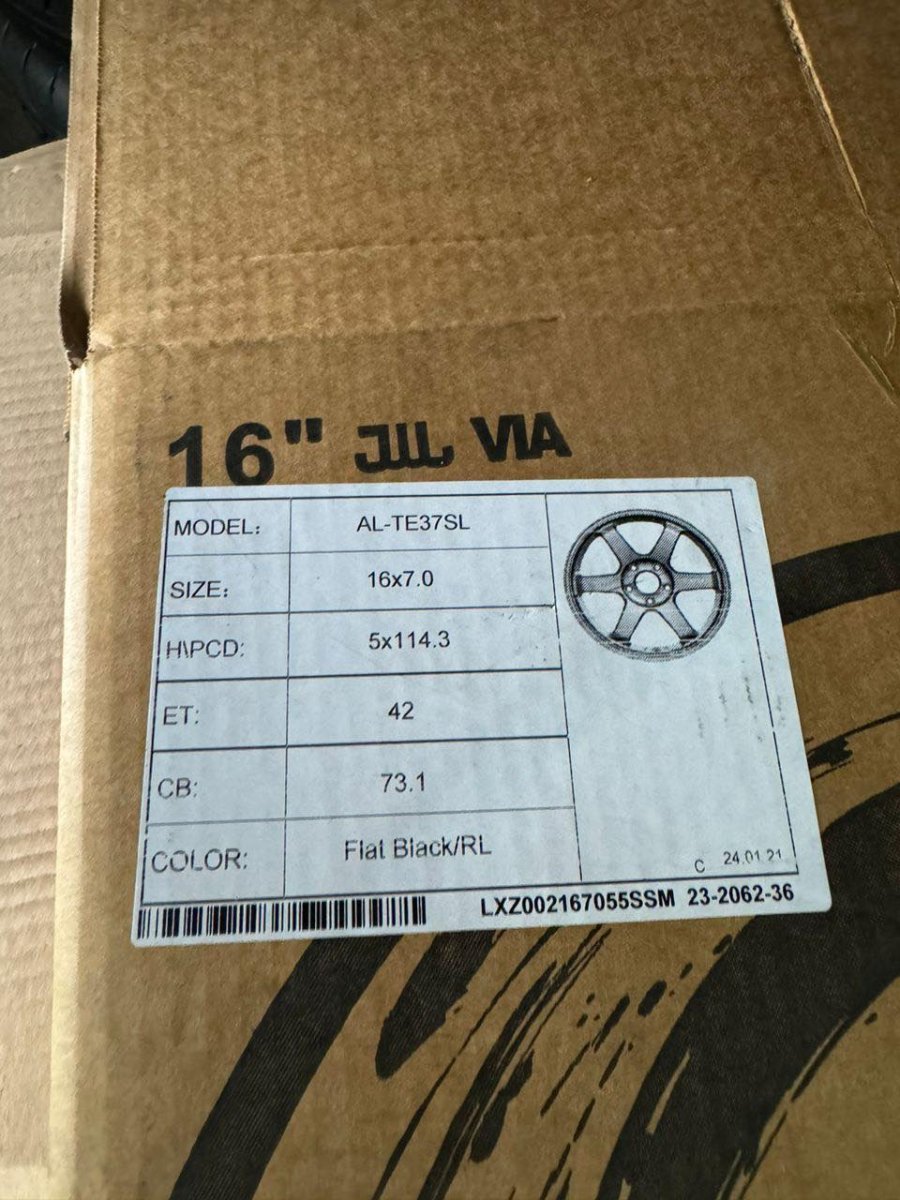 16" JWL VIA
MODEL: AL-TE37SL
SIZE: 16x7.0
H\PCD: 5x114.3
ET: 42
CB: 73.1
COLOR: Flat Black/RL
C 24.01.21
LXZ002167055SSM 23-2062-36